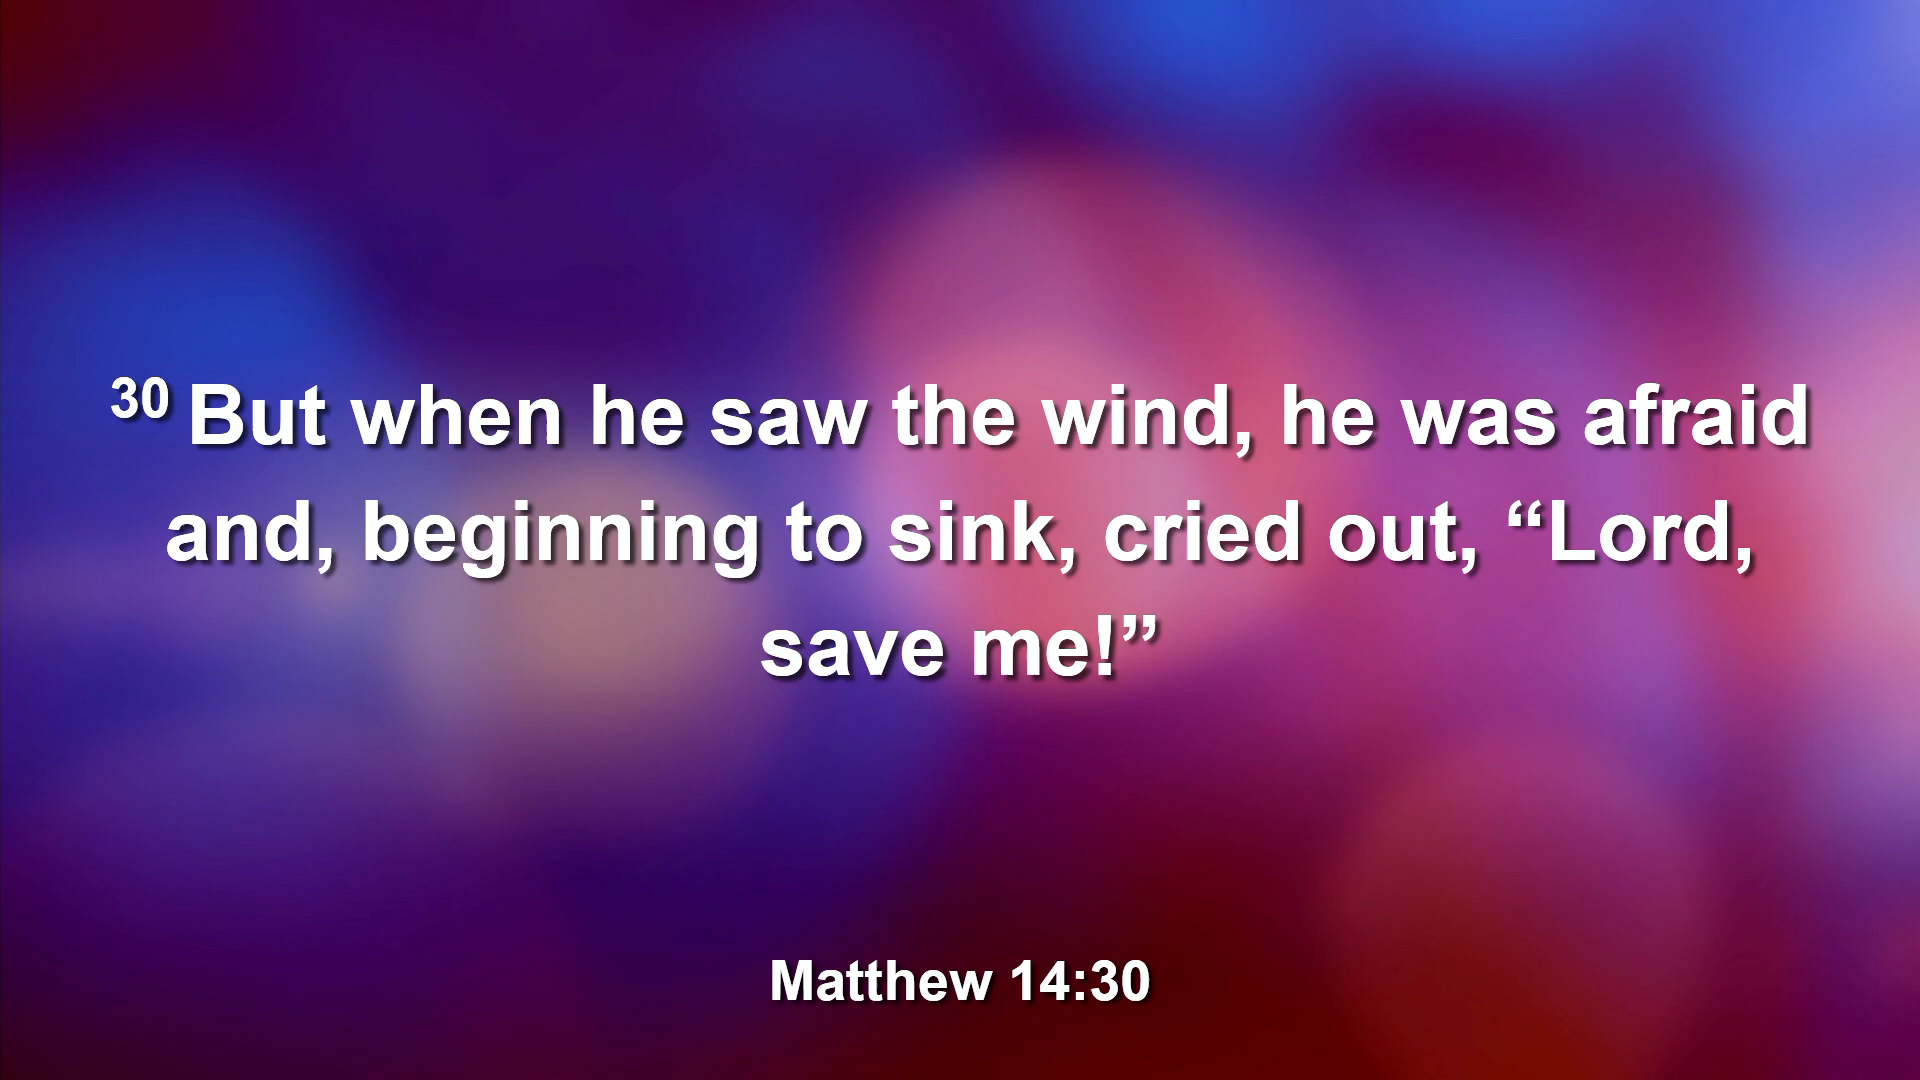 30 But when he saw the wind, he was afraid
and, beginning to sink, cried out, “Lord,
save me!”
Matthew 14:30